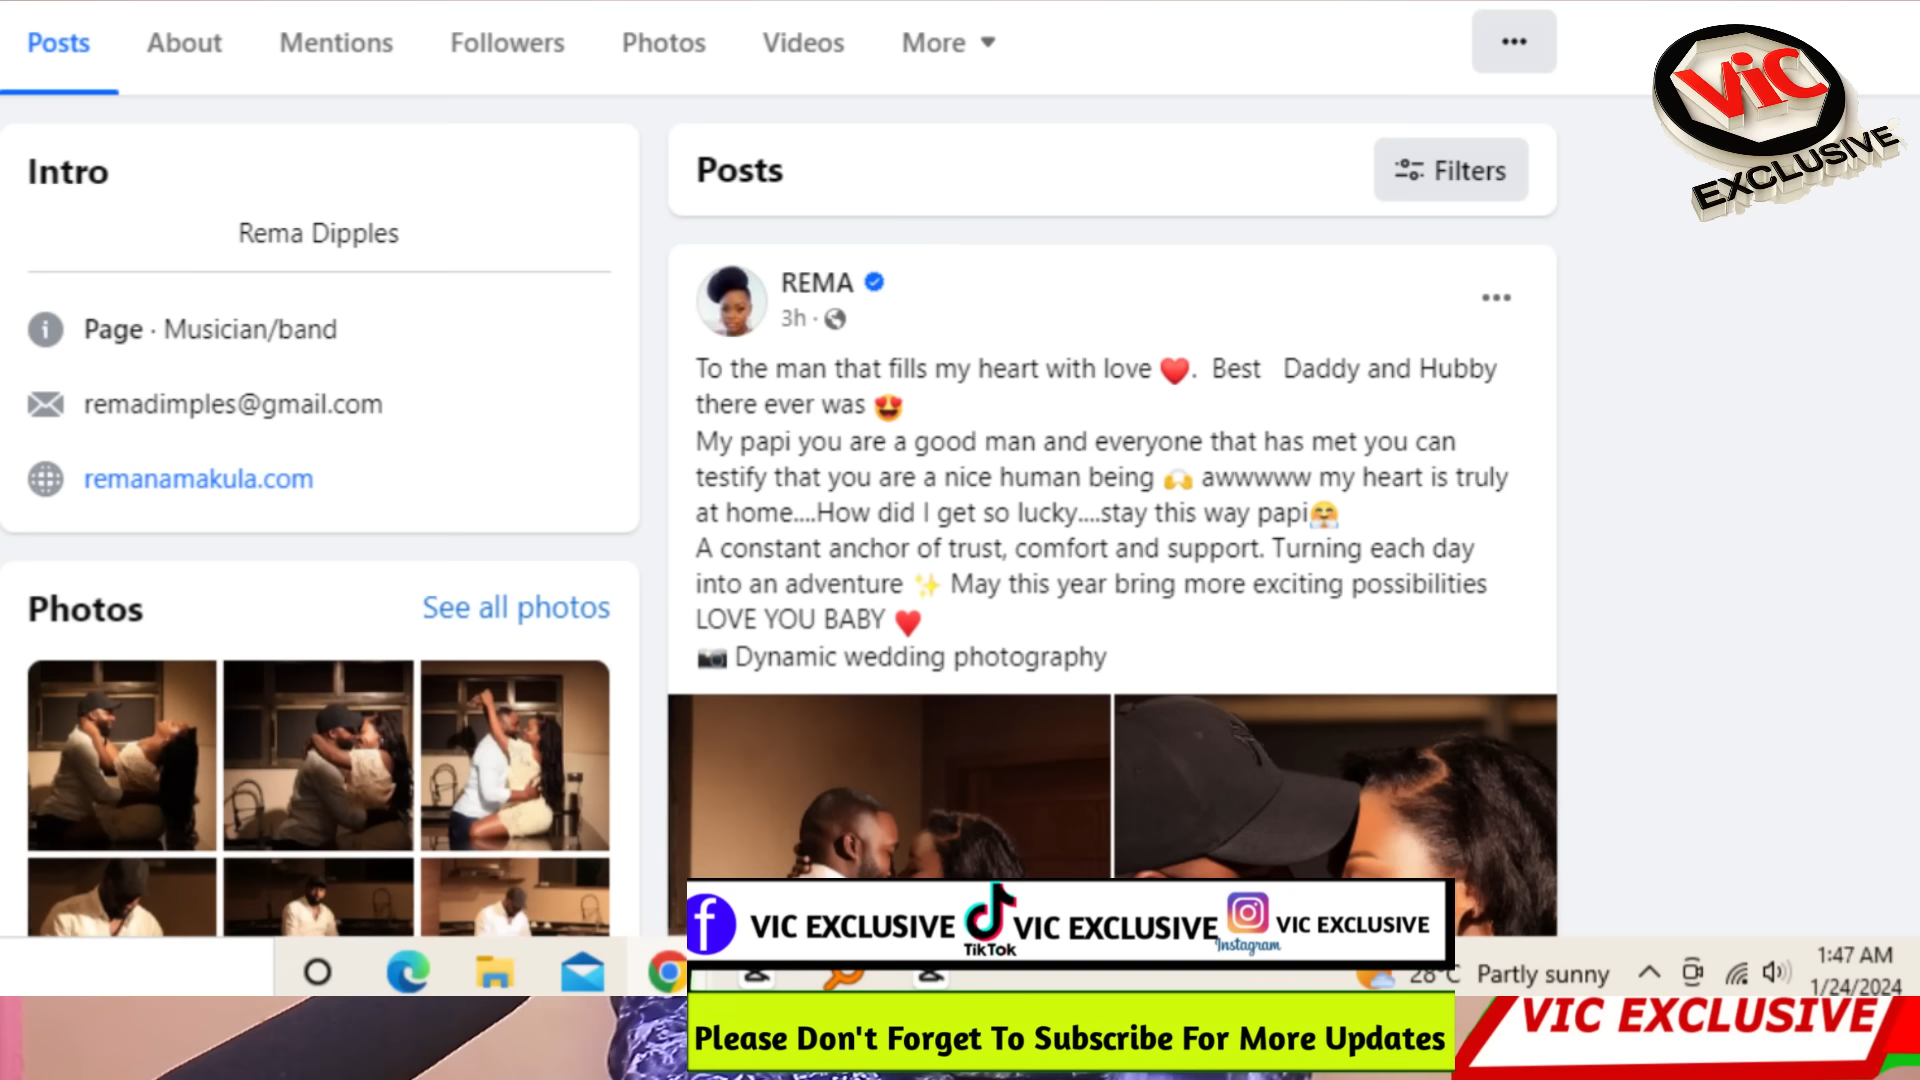 Posts About Mentions Followers Photos Videos More
ViC
EXCLUSIVE
Intro
Rema Dipples
Page · Musician/band
remadimples@gmail.com
remanamakula.com
Photos See all photos
Posts Filters
REMA
3h ·
To the man that fills my heart with love ❤️. Best Daddy and Hubby
there ever was 😍
My papi you are a good man and everyone that has met you can
testify that you are a nice human being 🙌 awwwww my heart is truly
at home....How did I get so lucky....stay this way papi🤗
A constant anchor of trust, comfort and support. Turning each day
into an adventure ✨ May this year bring more exciting possibilities
LOVE YOU BABY ❤️
📷 Dynamic wedding photography
f VIC EXCLUSIVE TikTok VIC EXCLUSIVE Instagram VIC EXCLUSIVE
28°C Partly sunny
1:47 AM
1/24/2024
Please Don't Forget To Subscribe For More Updates
VIC EXCLUSIVE